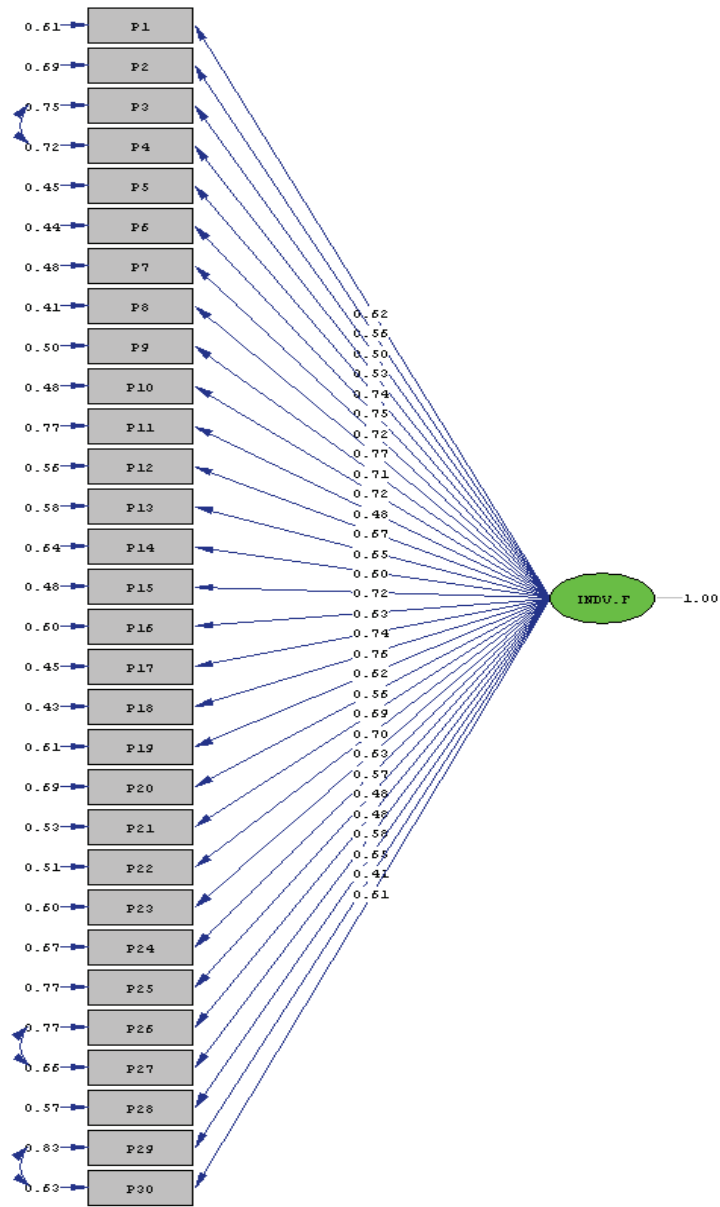 0.61 P1
0.69 P2
0.75 P3
0.72 P4
0.45 P5
0.44 P6
0.48 P7
0.41 P8
0.50 P9
0.48 P10
0.77 P11
0.56 P12
0.58 P13
0.64 P14
0.48 P15
0.60 P16
0.45 P17
0.43 P18
0.61 P19
0.69 P20
0.53 P21
0.51 P22
0.60 P23
0.67 P24
0.77 P25
0.77 P26
0.66 P27
0.57 P28
0.83 P29
0.63 P30
0.62
0.56
0.50
0.53
0.74
0.75
0.72
0.77
0.71
0.72
0.48
0.67
0.65
0.60
0.72
0.63
0.74
0.76
0.62
0.56
0.69
0.70
0.63
0.57
0.48
0.48
0.58
0.65
0.41
0.61
INDV.F 1.00